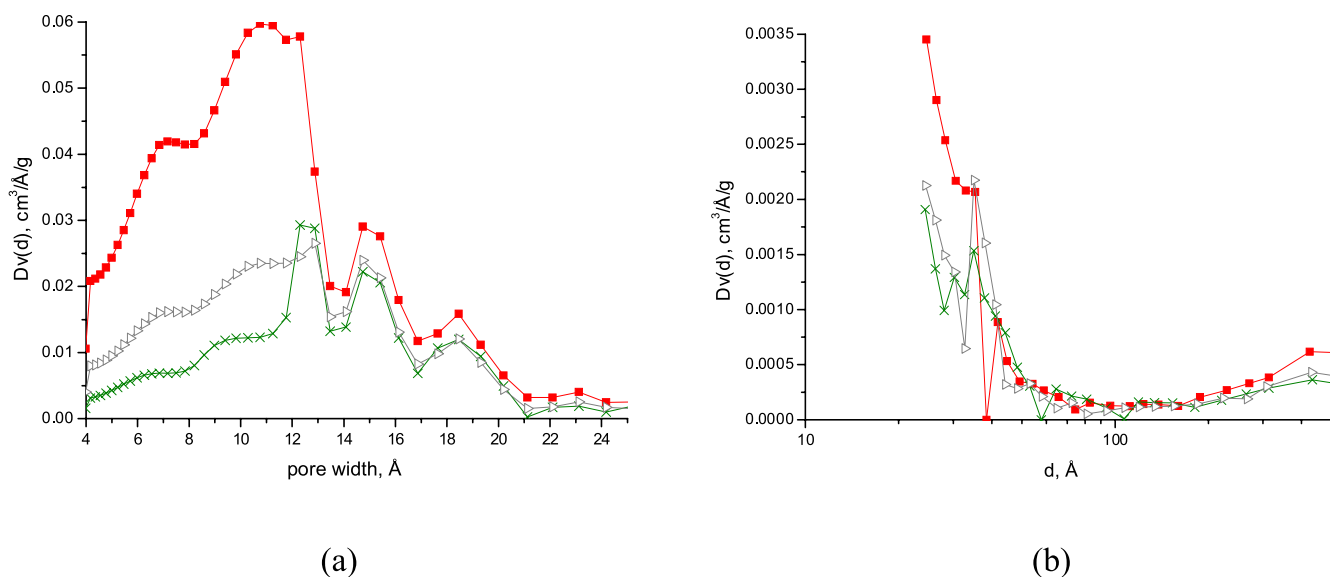 0.06
0.05
0.04
0.03
0.02
0.01
0.00
Dv(d), cm³/Å/g
4 6 8 10 12 14 16 18 20 22 24
pore width, Å
(a)
0.0035
0.0030
0.0025
0.0020
0.0015
0.0010
0.0005
0.0000
Dv(d), cm³/Å/g
10 100
d, Å
(b)